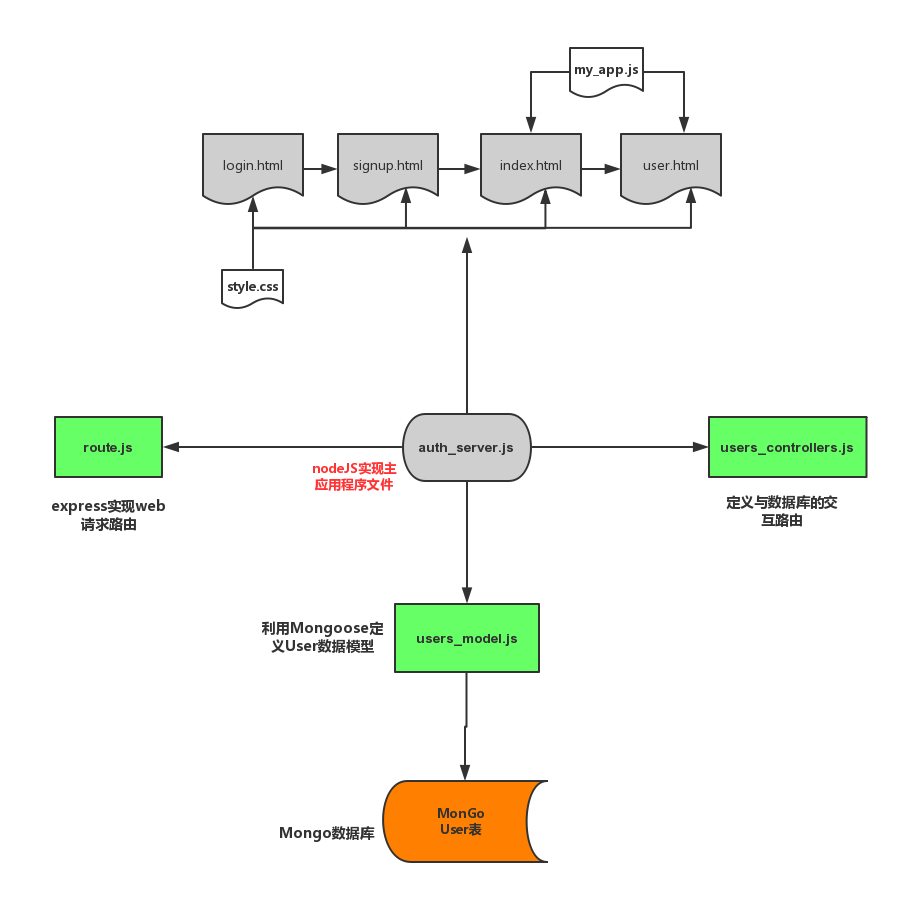 my_app.js
login.html
signup.html
index.html
user.html
style.css
route.js
auth_server.js
users_controllers.js
nodeJS实现主
应用程序文件
express实现web
请求路由
定义与数据库的交
互路由
利用Mongoose定
义User数据模型
users_model.js
MonGo
User表
Mongo数据库